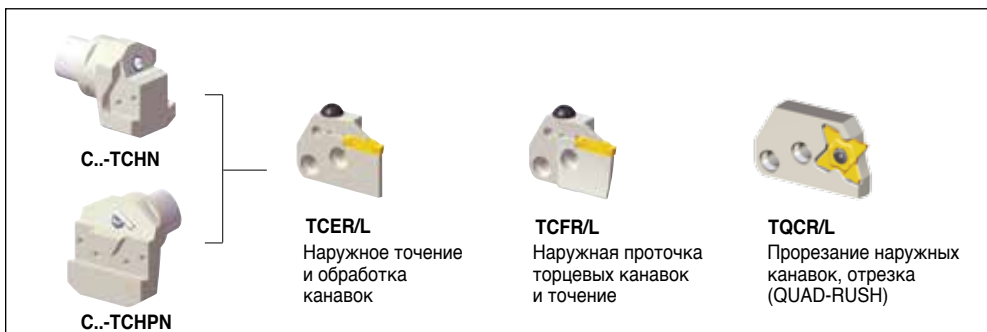 C..-TCHN
C..-TCHPN
TCER/L
Наружное точение
и обработка
канавок
TCFR/L
Наружная проточка
торцевых канавок
и точение
TQCR/L
Прорезание наружных
канавок, отрезка
(QUAD-RUSH)